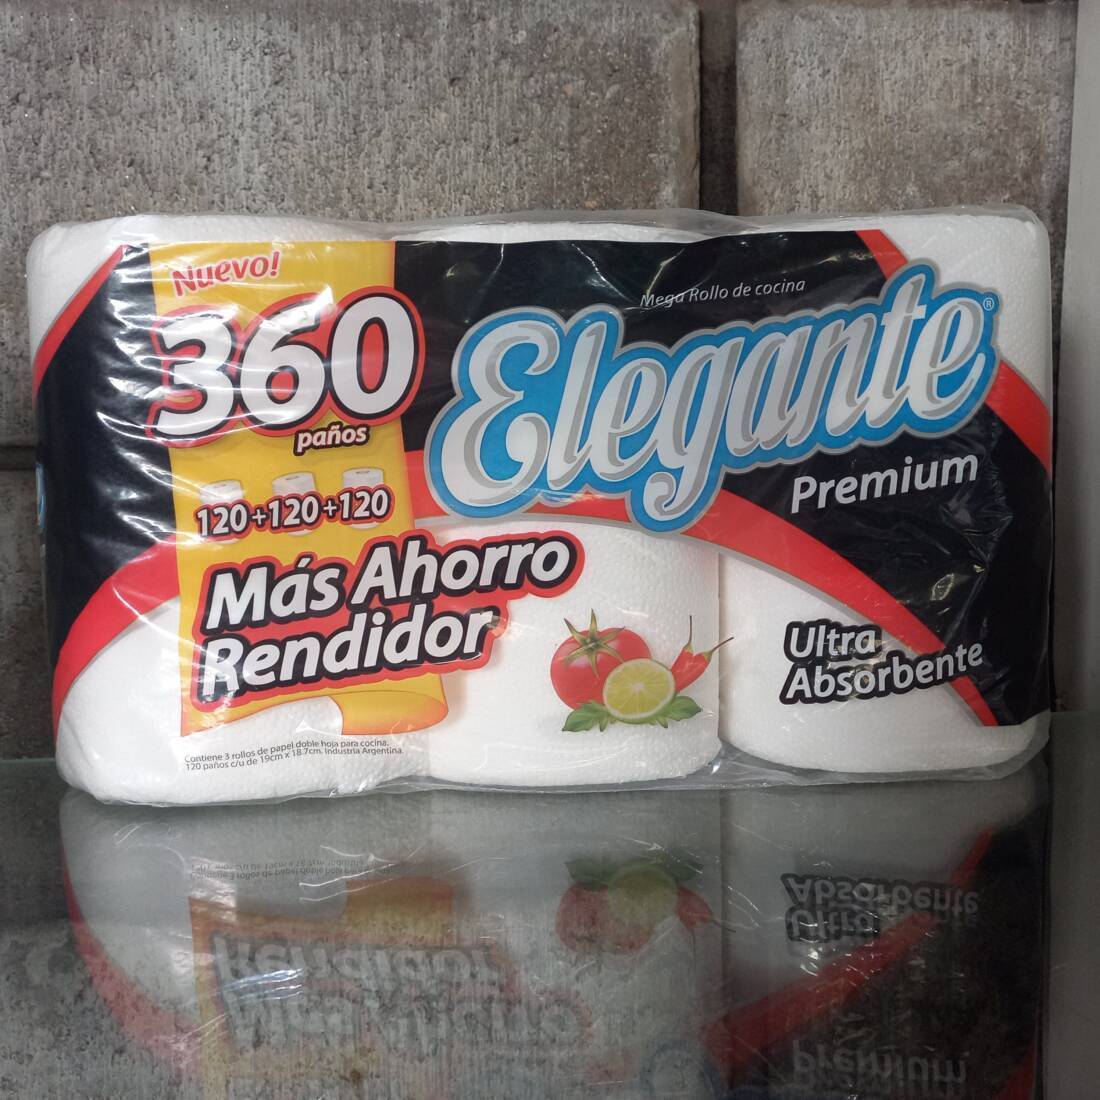 Nuevo!
360
paños
120+120+120
Más Ahorro
Rendidor
Contiene 3 rollos de papel doble hoja para cocina.
120 paños c/u de 19cm x 18.7cm. Industria Argentina.
Mega Rollo de cocina
Elegante®
Premium
Ultra
Absorbente